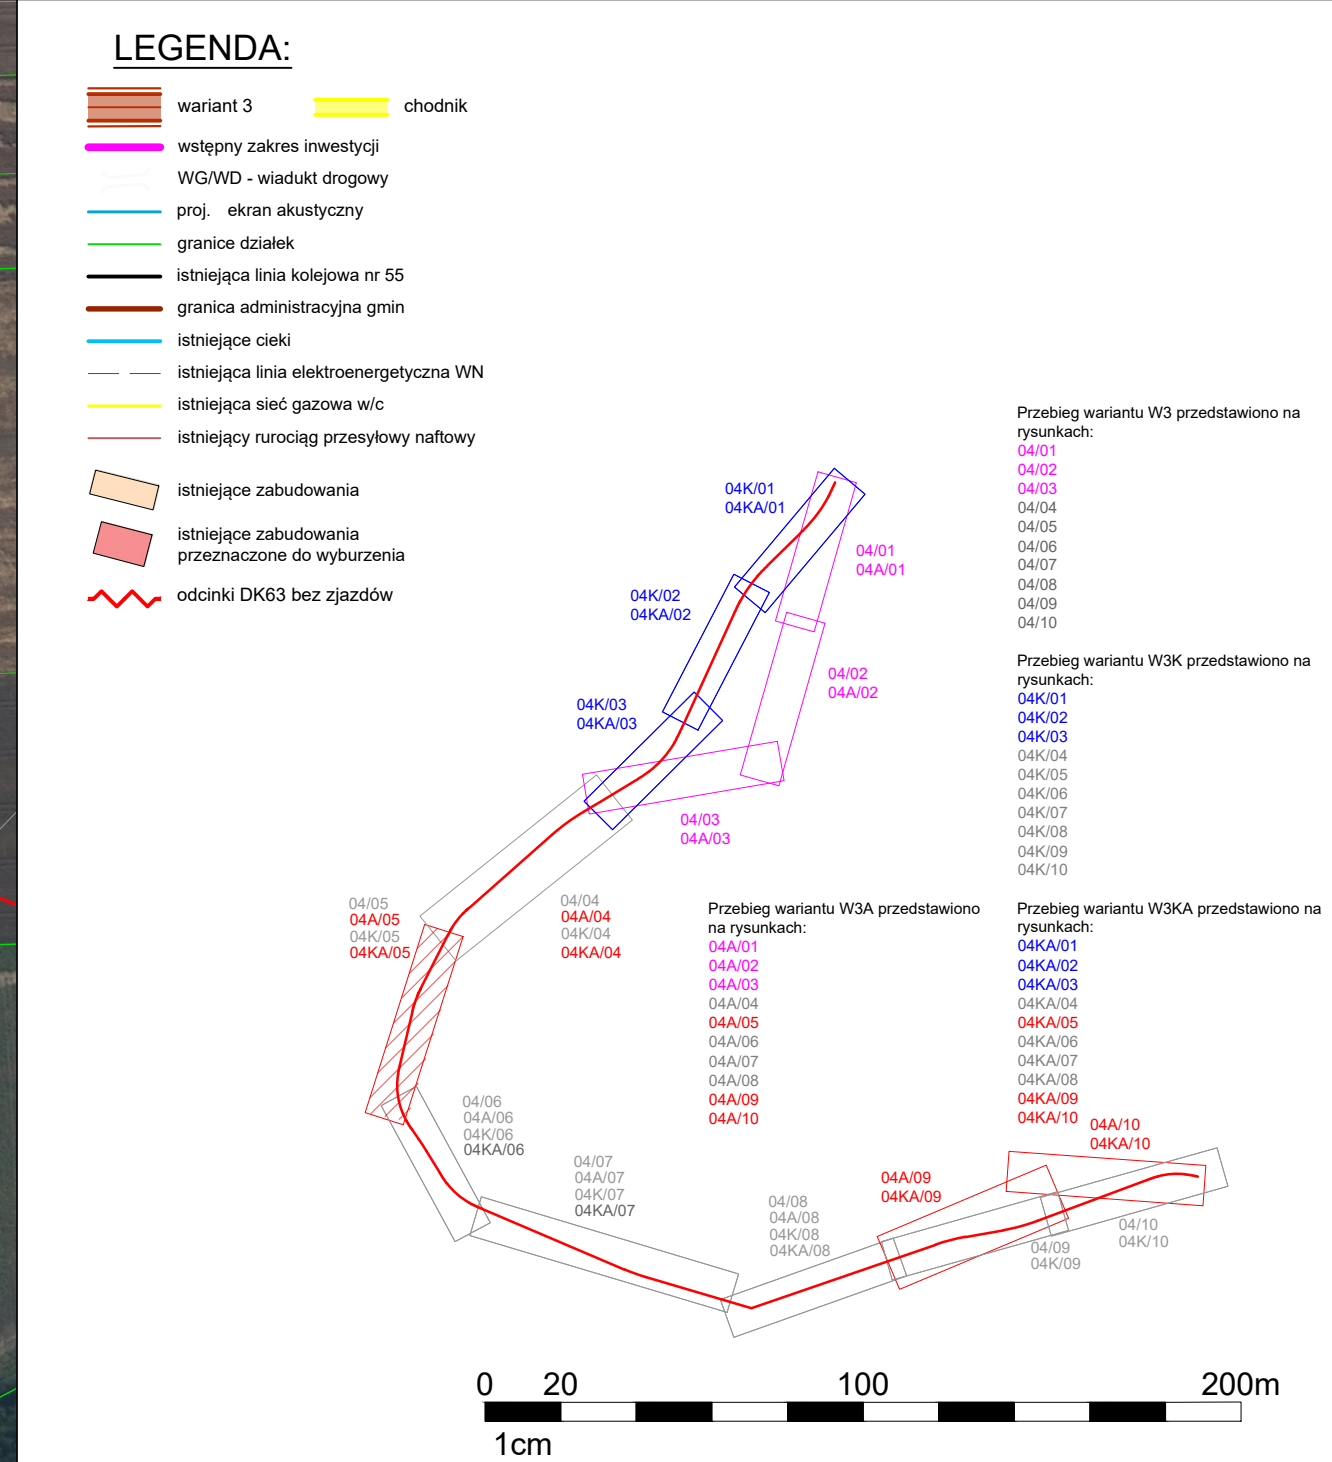 LEGENDA:
wariant 3
chodnik
wstępny zakres inwestycji
WG/WD - wiadukt drogowy
proj. ekran akustyczny
granice działek
istniejąca linia kolejowa nr 55
granica administracyjna gmin
istniejące cieki
istniejąca linia elektroenergetyczna WN
istniejąca sieć gazowa w/c
istniejący rurociąg przesyłowy naftowy
istniejące zabudowania
istniejące zabudowania
przeznaczone do wyburzenia
odcinki DK63 bez zjazdów
04K/01
04KA/01
04/01
04A/01
04K/02
04KA/02
04/02
04A/02
04K/03
04KA/03
04/03
04A/03
04/04
04A/04
04K/04
04KA/04
04/05
04A/05
04K/05
04KA/05
04/06
04A/06
04K/06
04KA/06
04/07
04A/07
04K/07
04KA/07
04/08
04A/08
04K/08
04KA/08
04A/09
04KA/09
04/09
04K/09
04A/10
04KA/10
04/10
04K/10
Przebieg wariantu W3 przedstawiono na
rysunkach:
04/01
04/02
04/03
04/04
04/05
04/06
04/07
04/08
04/09
04/10
Przebieg wariantu W3K przedstawiono na
rysunkach:
04K/01
04K/02
04K/03
04K/04
04K/05
04K/06
04K/07
04K/08
04K/09
04K/10
Przebieg wariantu W3A przedstawiono
na rysunkach:
04A/01
04A/02
04A/03
04A/04
04A/05
04A/06
04A/07
04A/08
04A/09
04A/10
Przebieg wariantu W3KA przedstawiono na
rysunkach:
04KA/01
04KA/02
04KA/03
04KA/04
04KA/05
04KA/06
04KA/07
04KA/08
04KA/09
04KA/10
0 20 100 200m
1cm